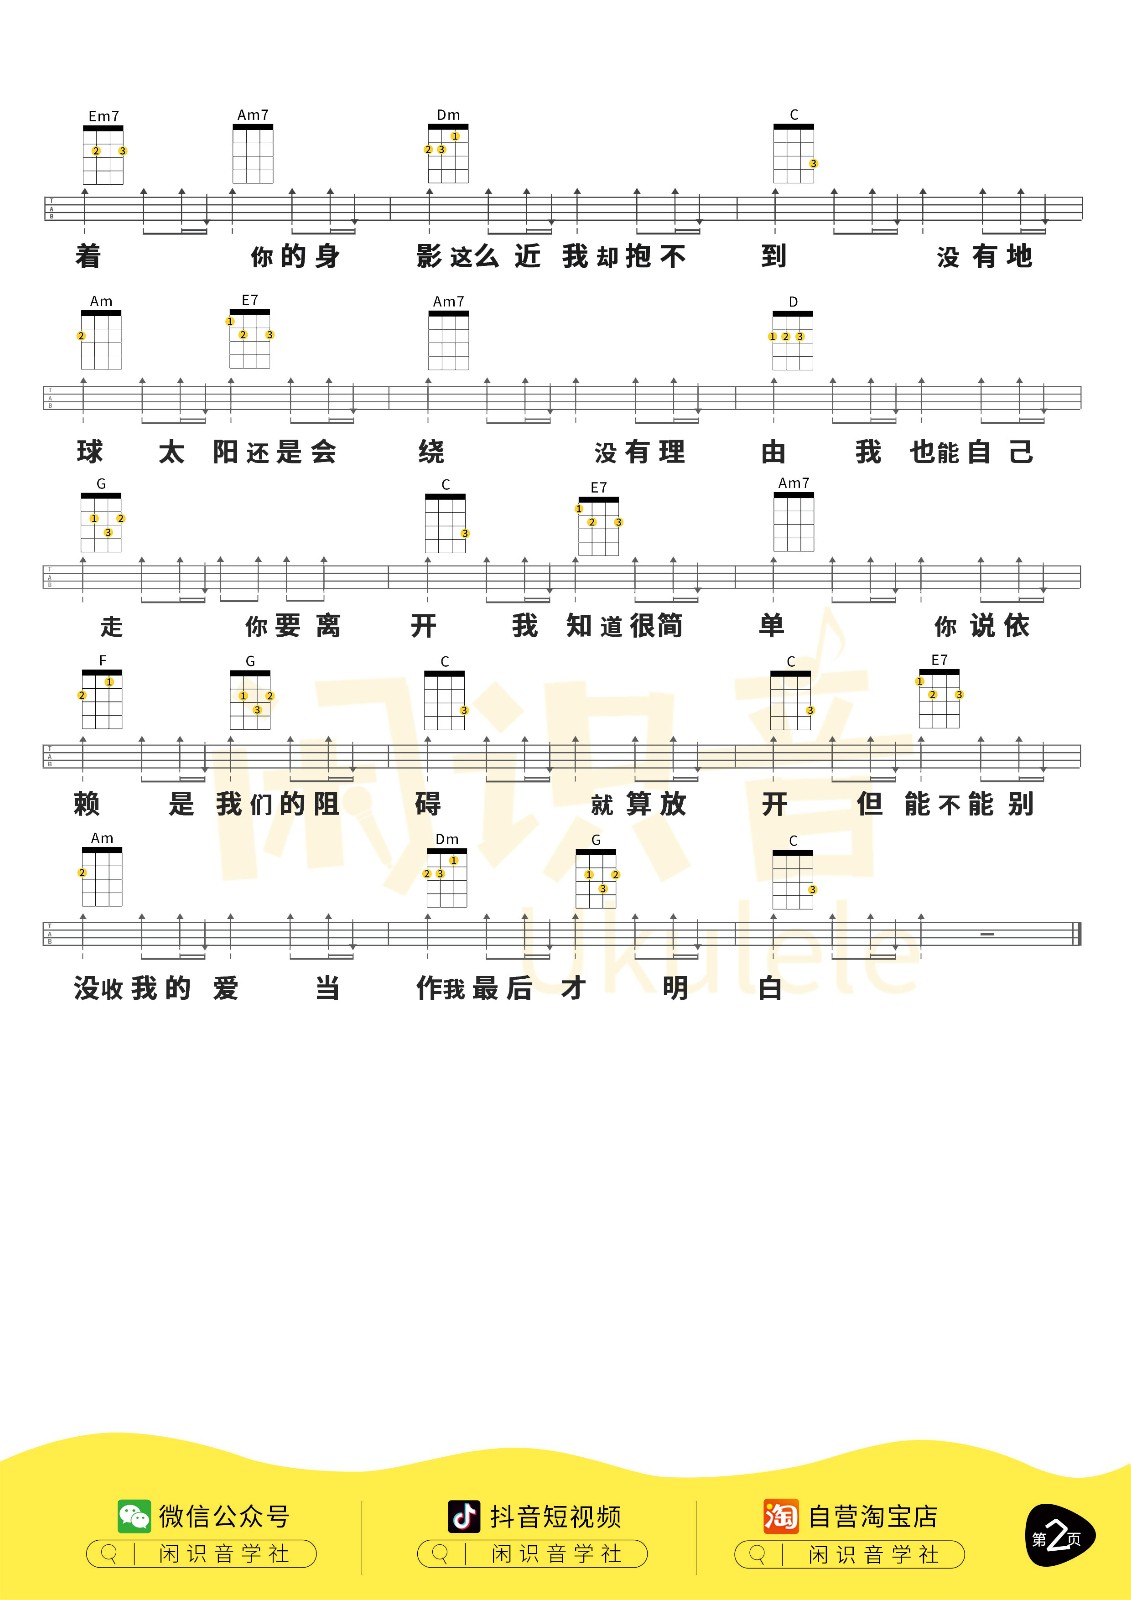 Em7 Am7 Dm C
着 你的身 影这么近 我却抱不 到 没有地
Am E7 Am7 D
球 太 阳还是会 绕 没有理 由 我 也能自己
G C E7 Am7
走 你要离 开 我 知道很简 单 你说依
F G C C E7
赖 是 我们的阻 碍 就算放 开 但 能不能别
Am Dm G C
没收我的 爱 当 作我最后 才 明 白
闲识音
Ukulele
微信公众号 抖音短视频 自营淘宝店
闲识音学社 闲识音学社 闲识音学社
第2页